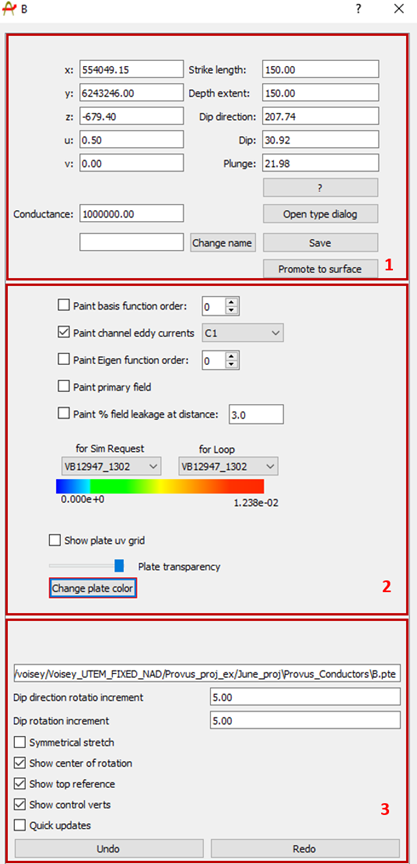 B ?
x: 554049.15 Strike length: 150.00
y: 6243246.00 Depth extent: 150.00
z: -679.40 Dip direction: 207.74
u: 0.50 Dip: 30.92
v: 0.00 Plunge: 21.98
?
Conductance: 1000000.00 Open type dialog
Change name Save
Promote to surface 1
Paint basis function order: 0
Paint channel eddy currents C1
Paint Eigen function order: 0
Paint primary field
Paint % field leakage at distance: 3.0
for Sim Request for Loop
VB12947_1302 VB12947_1302
0.000e+0 1.238e-02
Show plate uv grid
Plate transparency
Change plate color 2
/voisey/Voisey_UTEM_FIXED_NAD/Provus_proj_ex/June_proj\Provus_Conductors\B.pte
Dip direction rotatio increment 5.00
Dip rotation increment 5.00
Symmetrical stretch
Show center of rotation
Show top reference
Show control verts 3
Quick updates
Undo Redo